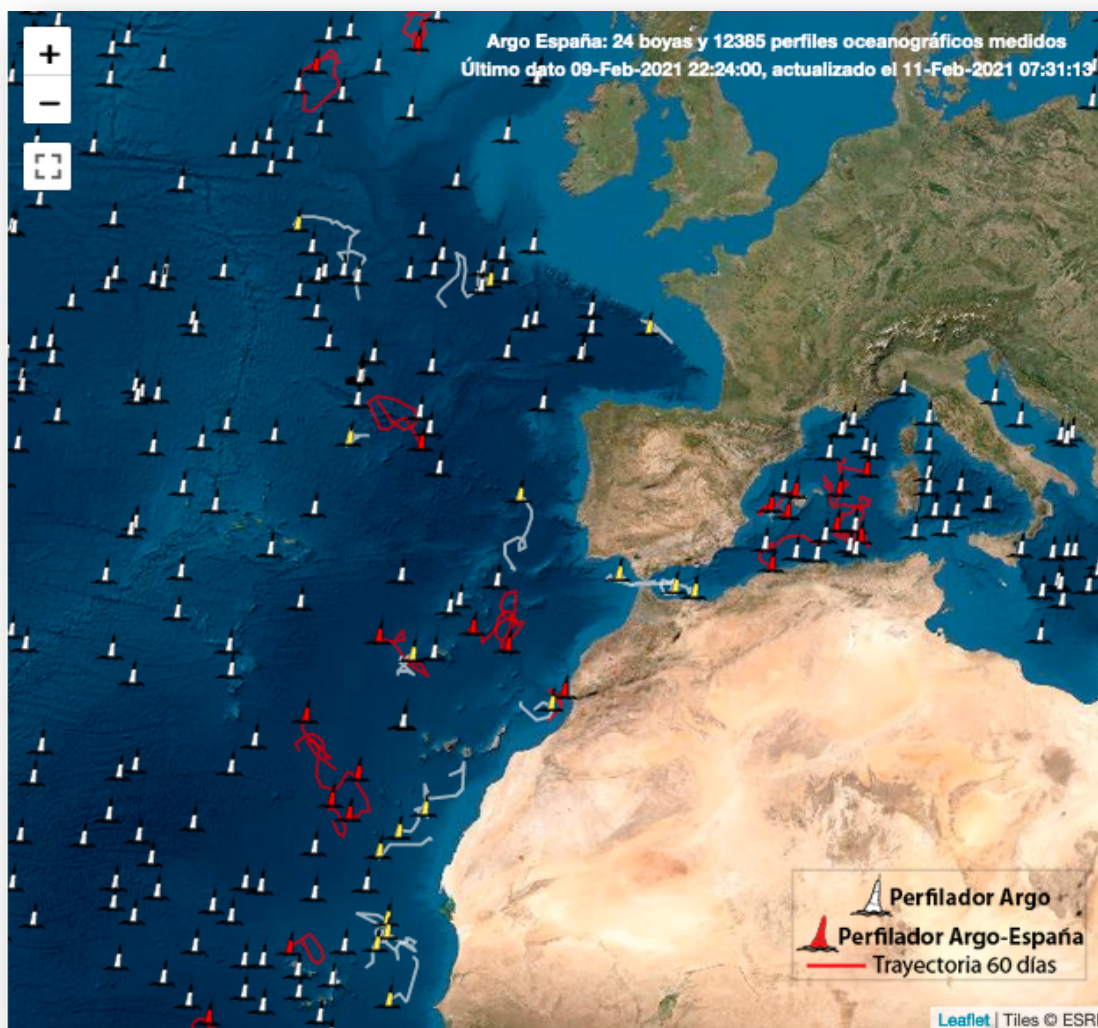 +
−
Argo España: 24 boyas y 12385 perfiles oceanográficos medidos
Último dato 09-Feb-2021 22:24:00, actualizado el 11-Feb-2021 07:31:13
Perfilador Argo
Perfilador Argo-España
Trayectoria 60 días
Leaflet | Tiles © ESRI